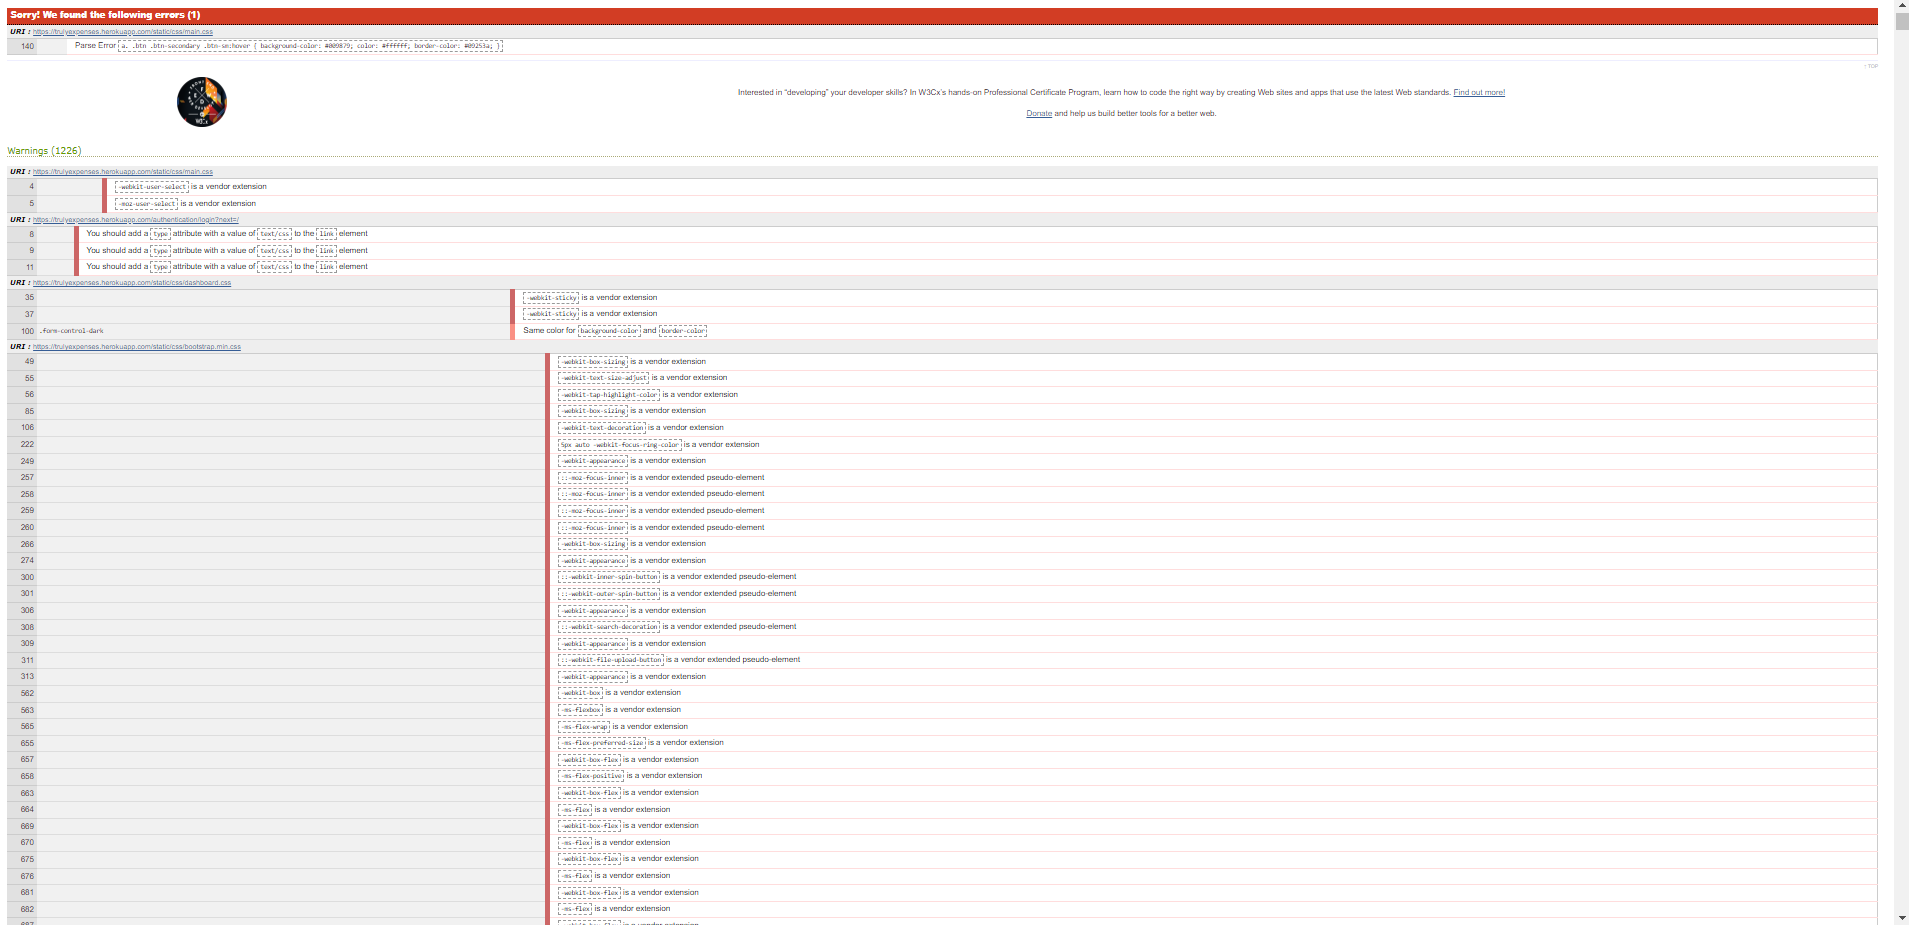 Sorry! We found the following errors (1)
URI : https://trulyexpenses.herokuapp.com/static/css/main.css
140 Parse Error a. .btn .btn-secondary .btn-sm:hover { background-color: #009879; color: #ffffff; border-color: #09253a; }
↑ TOP
Interested in "developing" your developer skills? In W3Cx's hands-on Professional Certificate Program, learn how to code the right way by creating Web sites and apps that use the latest Web standards. Find out more!
Donate and help us build better tools for a better web.
Warnings (1226)
URI : https://trulyexpenses.herokuapp.com/static/css/main.css
4 -webkit-user-select is a vendor extension
5 -moz-user-select is a vendor extension
URI : https://trulyexpenses.herokuapp.com/authentication/login?next=/
8 You should add a type attribute with a value of text/css to the link element
9 You should add a type attribute with a value of text/css to the link element
11 You should add a type attribute with a value of text/css to the link element
URI : https://trulyexpenses.herokuapp.com/static/css/dashboard.css
35 -webkit-sticky is a vendor extension
37 -webkit-sticky is a vendor extension
100 .form-control-dark Same color for background-color and border-color
URI : https://trulyexpenses.herokuapp.com/static/css/bootstrap.min.css
49 -webkit-box-sizing is a vendor extension
55 -webkit-text-size-adjust is a vendor extension
56 -webkit-tap-highlight-color is a vendor extension
85 -webkit-box-sizing is a vendor extension
106 -webkit-text-decoration is a vendor extension
222 5px auto -webkit-focus-ring-color is a vendor extension
249 -webkit-appearance is a vendor extension
257 ::-moz-focus-inner is a vendor extended pseudo-element
258 ::-moz-focus-inner is a vendor extended pseudo-element
259 ::-moz-focus-inner is a vendor extended pseudo-element
260 ::-moz-focus-inner is a vendor extended pseudo-element
266 -webkit-box-sizing is a vendor extension
274 -webkit-appearance is a vendor extension
300 ::-webkit-inner-spin-button is a vendor extended pseudo-element
301 ::-webkit-outer-spin-button is a vendor extended pseudo-element
306 -webkit-appearance is a vendor extension
308 ::-webkit-search-decoration is a vendor extended pseudo-element
309 -webkit-appearance is a vendor extension
311 ::-webkit-file-upload-button is a vendor extended pseudo-element
313 -webkit-appearance is a vendor extension
562 -webkit-box is a vendor extension
563 -ms-flexbox is a vendor extension
565 -ms-flex-wrap is a vendor extension
655 -ms-flex-preferred-size is a vendor extension
657 -webkit-box-flex is a vendor extension
658 -ms-flex-positive is a vendor extension
663 -webkit-box-flex is a vendor extension
664 -ms-flex is a vendor extension
669 -webkit-box-flex is a vendor extension
670 -ms-flex is a vendor extension
675 -webkit-box-flex is a vendor extension
676 -ms-flex is a vendor extension
681 -webkit-box-flex is a vendor extension
682 -ms-flex is a vendor extension
687 -webkit-box-flex is a vendor extension